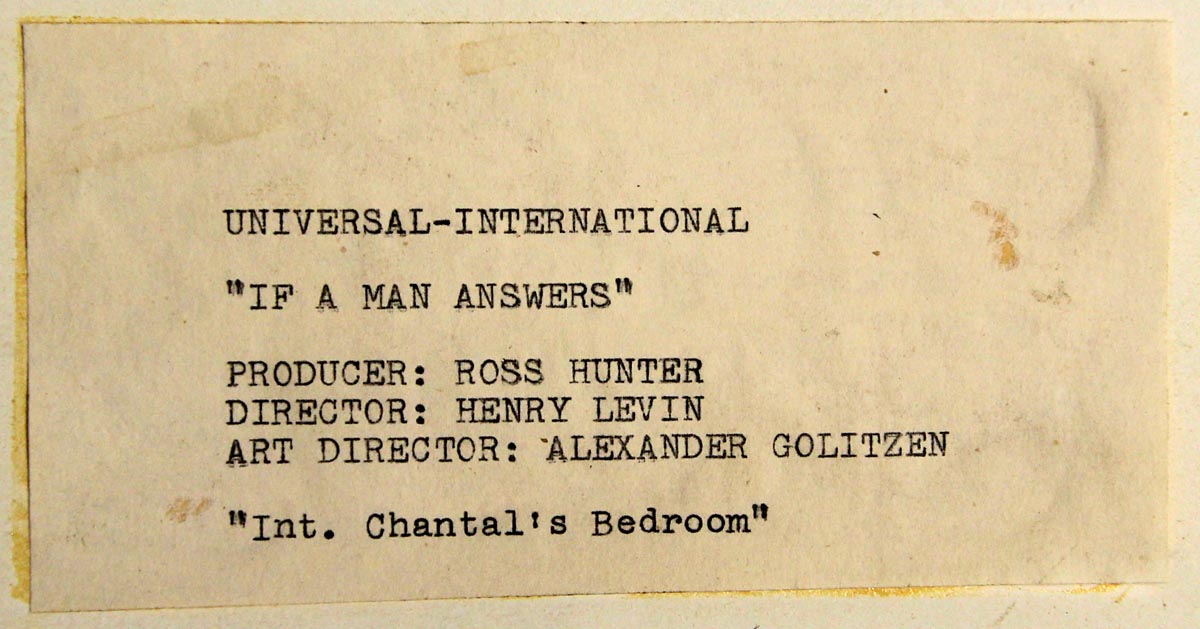 UNIVERSAL-INTERNATIONAL
"IF A MAN ANSWERS"
PRODUCER: ROSS HUNTER
DIRECTOR: HENRY LEVIN
ART DIRECTOR: ALEXANDER GOLITZEN
"Int. Chantal's Bedroom"